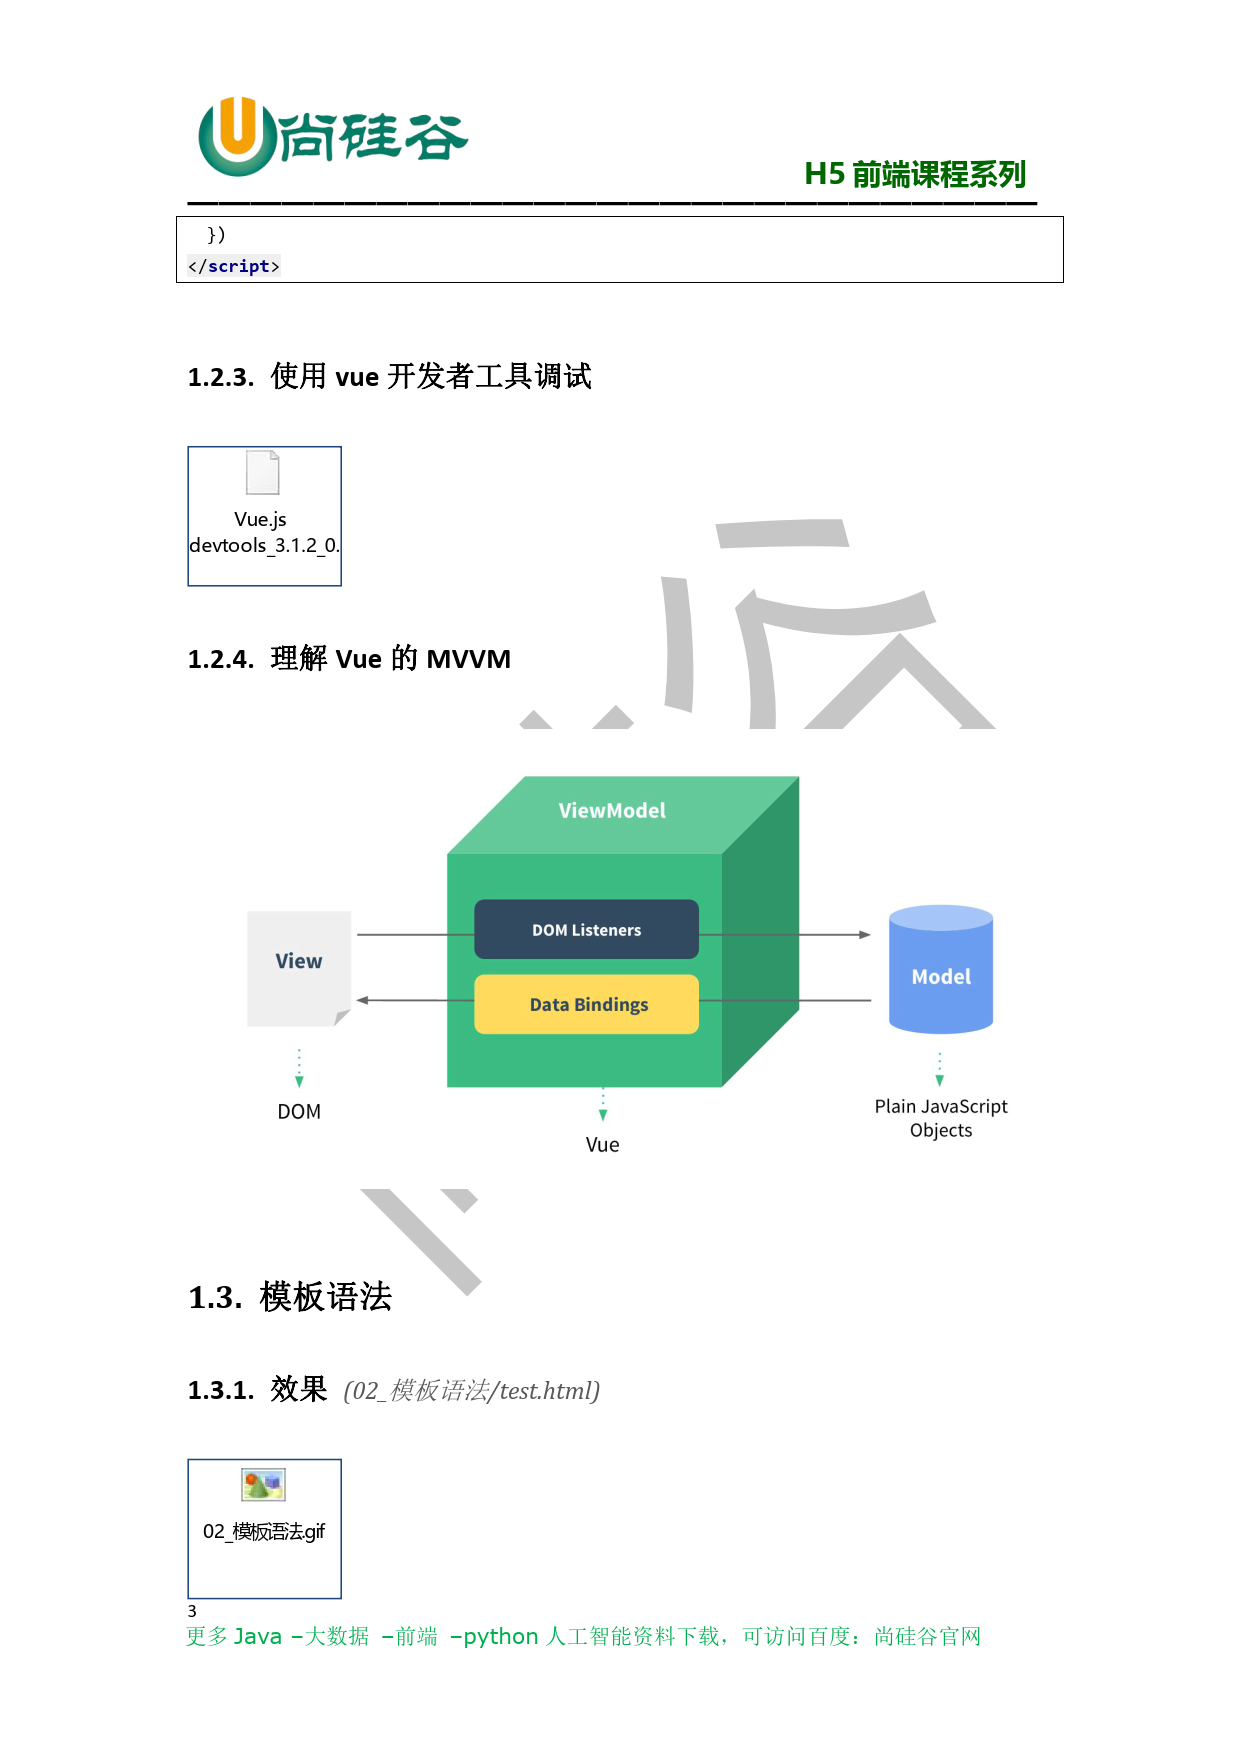 尚硅谷
H5 前端课程系列
})
</script>
1.2.3. 使用 vue 开发者工具调试
Vue.js
devtools_3.1.2_0.
1.2.4. 理解 Vue 的 MVVM
ViewModel
DOM Listeners
View
Model
Data Bindings
DOM
Plain JavaScript
Objects
Vue
1.3. 模板语法
1.3.1. 效果 (02_模板语法/test.html)
02_模板语法.gif
3
更多 Java –大数据 –前端 –python 人工智能资料下载，可访问百度：尚硅谷官网